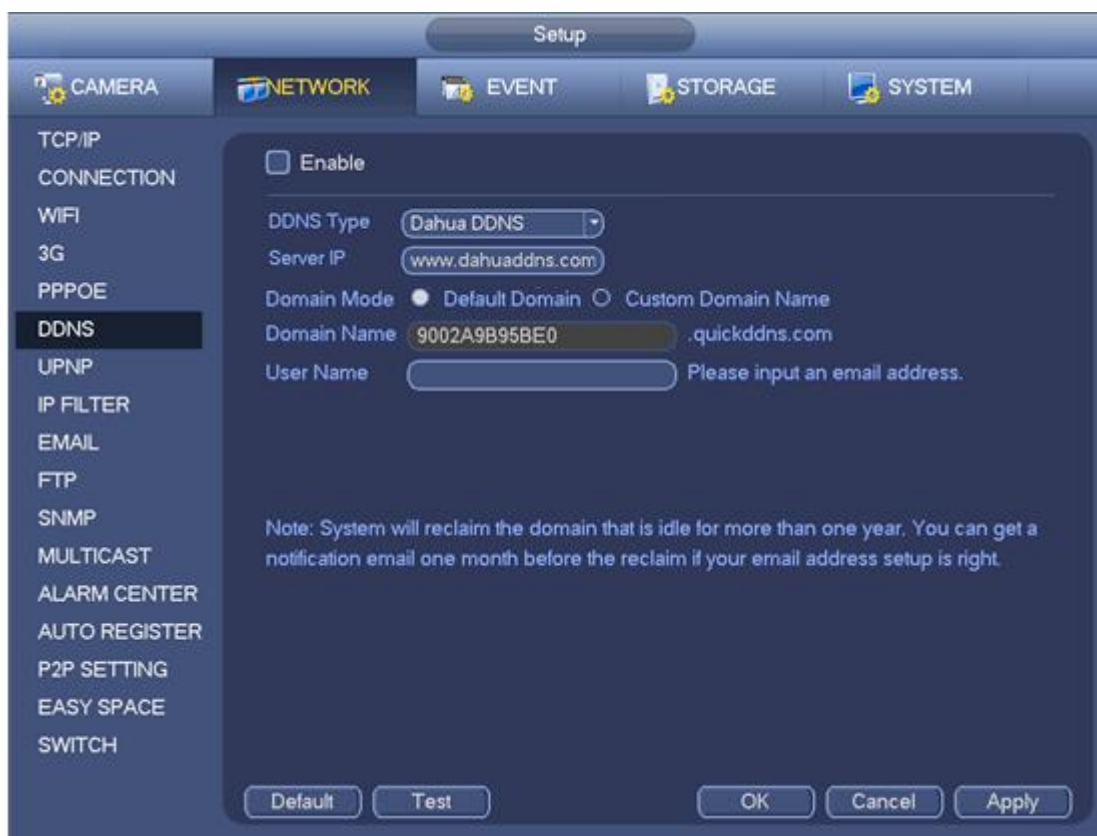 Setup
CAMERA NETWORK EVENT STORAGE SYSTEM
TCP/IP
CONNECTION
WIFI
3G
PPPOE
DDNS
UPNP
IP FILTER
EMAIL
FTP
SNMP
MULTICAST
ALARM CENTER
AUTO REGISTER
P2P SETTING
EASY SPACE
SWITCH
Enable
DDNS Type Dahua DDNS
Server IP www.dahuaddns.com
Domain Mode Default Domain Custom Domain Name
Domain Name 9002A9B95BE0 .quickddns.com
User Name Please input an email address.
Note: System will reclaim the domain that is idle for more than one year. You can get a
notification email one month before the reclaim if your email address setup is right.
Default Test OK Cancel Apply